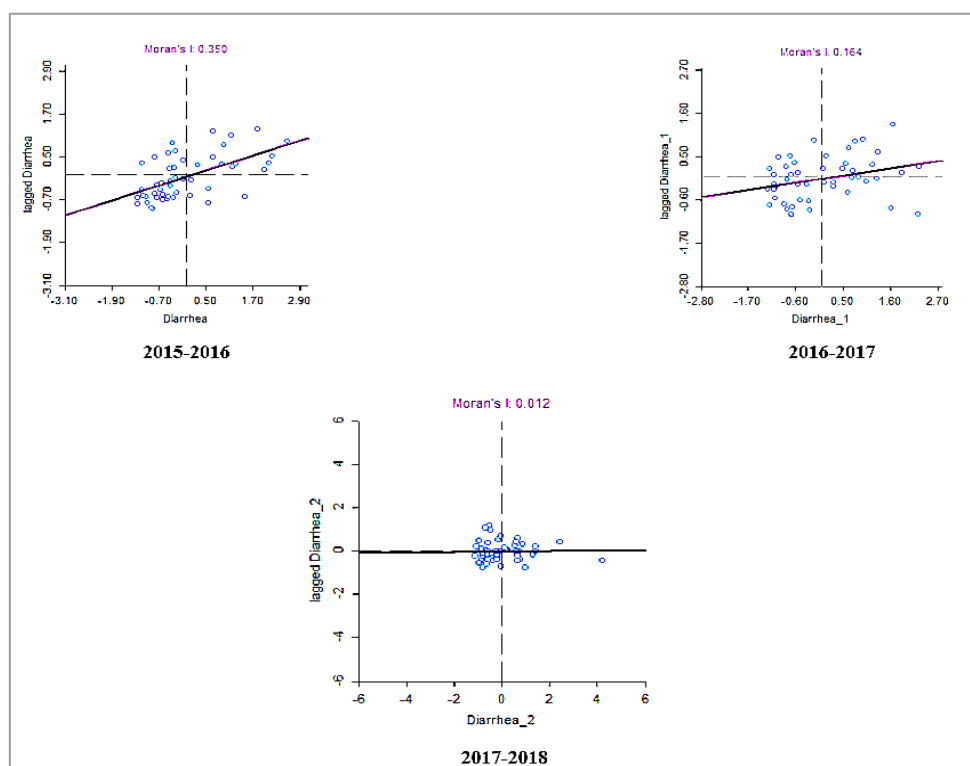 Moran's I: 0.350
lagged Diarrhea
2.90
1.70
0.50
-0.70
-1.90
-3.10
-3.10 -1.90 -0.70 0.50 1.70 2.90
Diarrhea
2015-2016
Moran's I: 0.164
lagged Diarrhea_1
2.70
1.60
0.50
-0.60
-1.70
-2.80
-2.80 -1.70 -0.60 0.50 1.60 2.70
Diarrhea_1
2016-2017
Moran's I: 0.012
lagged Diarrhea_2
6
4
2
0
-2
-4
-6
-6 -4 -2 0 2 4 6
Diarrhea_2
2017-2018